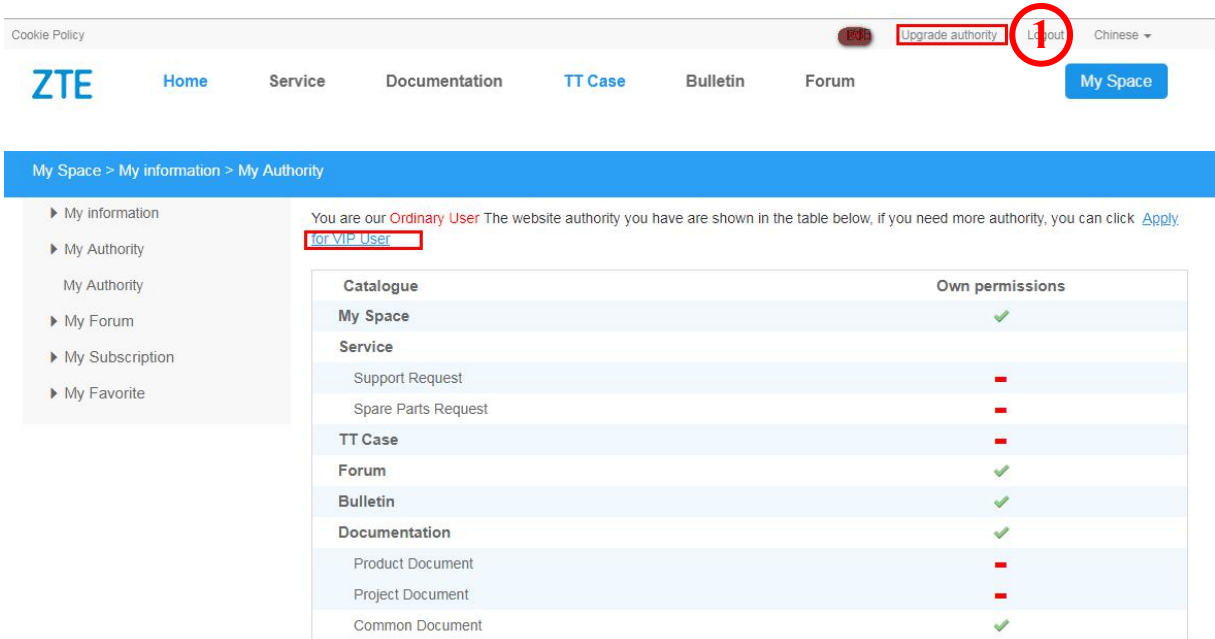 Cookie Policy Upgrade authority Logout Chinese
1
ZTE Home Service Documentation TT Case Bulletin Forum My Space
My Space > My information > My Authority
My information
My Authority
My Authority
My Forum
My Subscription
My Favorite
You are our Ordinary User The website authority you have are shown in the table below, if you need more authority, you can click Apply
for VIP User
Catalogue Own permissions
My Space
Service
Support Request
Spare Parts Request
TT Case
Forum
Bulletin
Documentation
Product Document
Project Document
Common Document